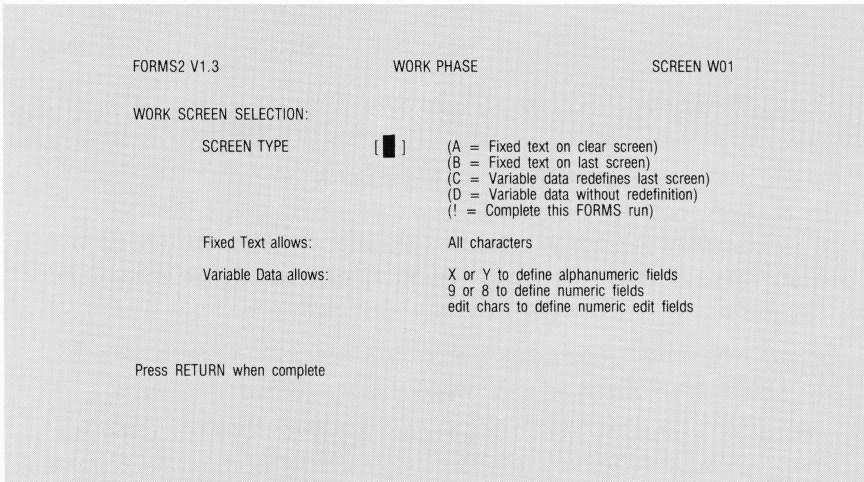 FORMS2 V1.3 WORK PHASE SCREEN W01
WORK SCREEN SELECTION:
SCREEN TYPE [ ] (A = Fixed text on clear screen)
(B = Fixed text on last screen)
(C = Variable data redefines last screen)
(D = Variable data without redefinition)
(! = Complete this FORMS run)
Fixed Text allows: All characters
Variable Data allows: X or Y to define alphanumeric fields
9 or 8 to define numeric fields
edit chars to define numeric edit fields
Press RETURN when complete